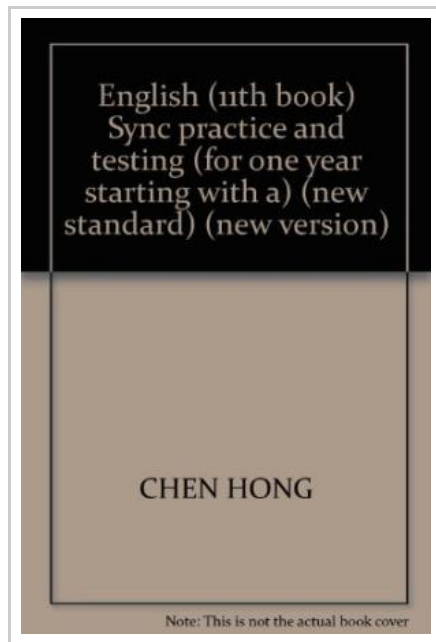 English (11th book)
Sync practice and
testing (for one year
starting with a) (new
standard) (new version)
CHEN HONG
Note: This is not the actual book cover